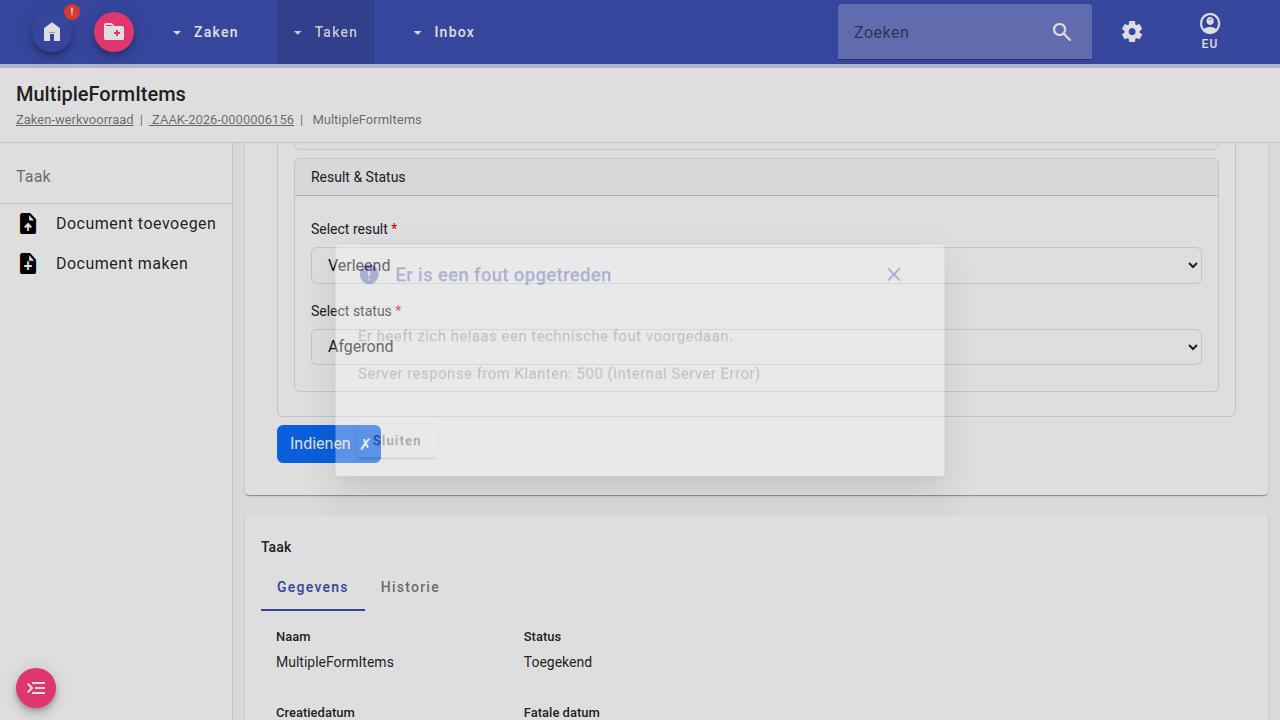 !
Zaken
Taken
Inbox
Zoeken
EU
MultipleFormItems
Zaken-werkvoorraad | ZAAK-2026-0000006156 | MultipleFormItems
Taak
Document toevoegen
Document maken
Result & Status
Select result *
Verleend
Er is een fout opgetreden
Select status *
Er heeft zich helaas een technische fout voorgedaan.
Afgerond
Server response from Klanten: 500 (Internal Server Error)
Indienen ✗
Sluiten
Taak
Gegevens
Historie
Naam
Status
MultipleFormItems
Toegekend
Creatiedatum
Fatale datum